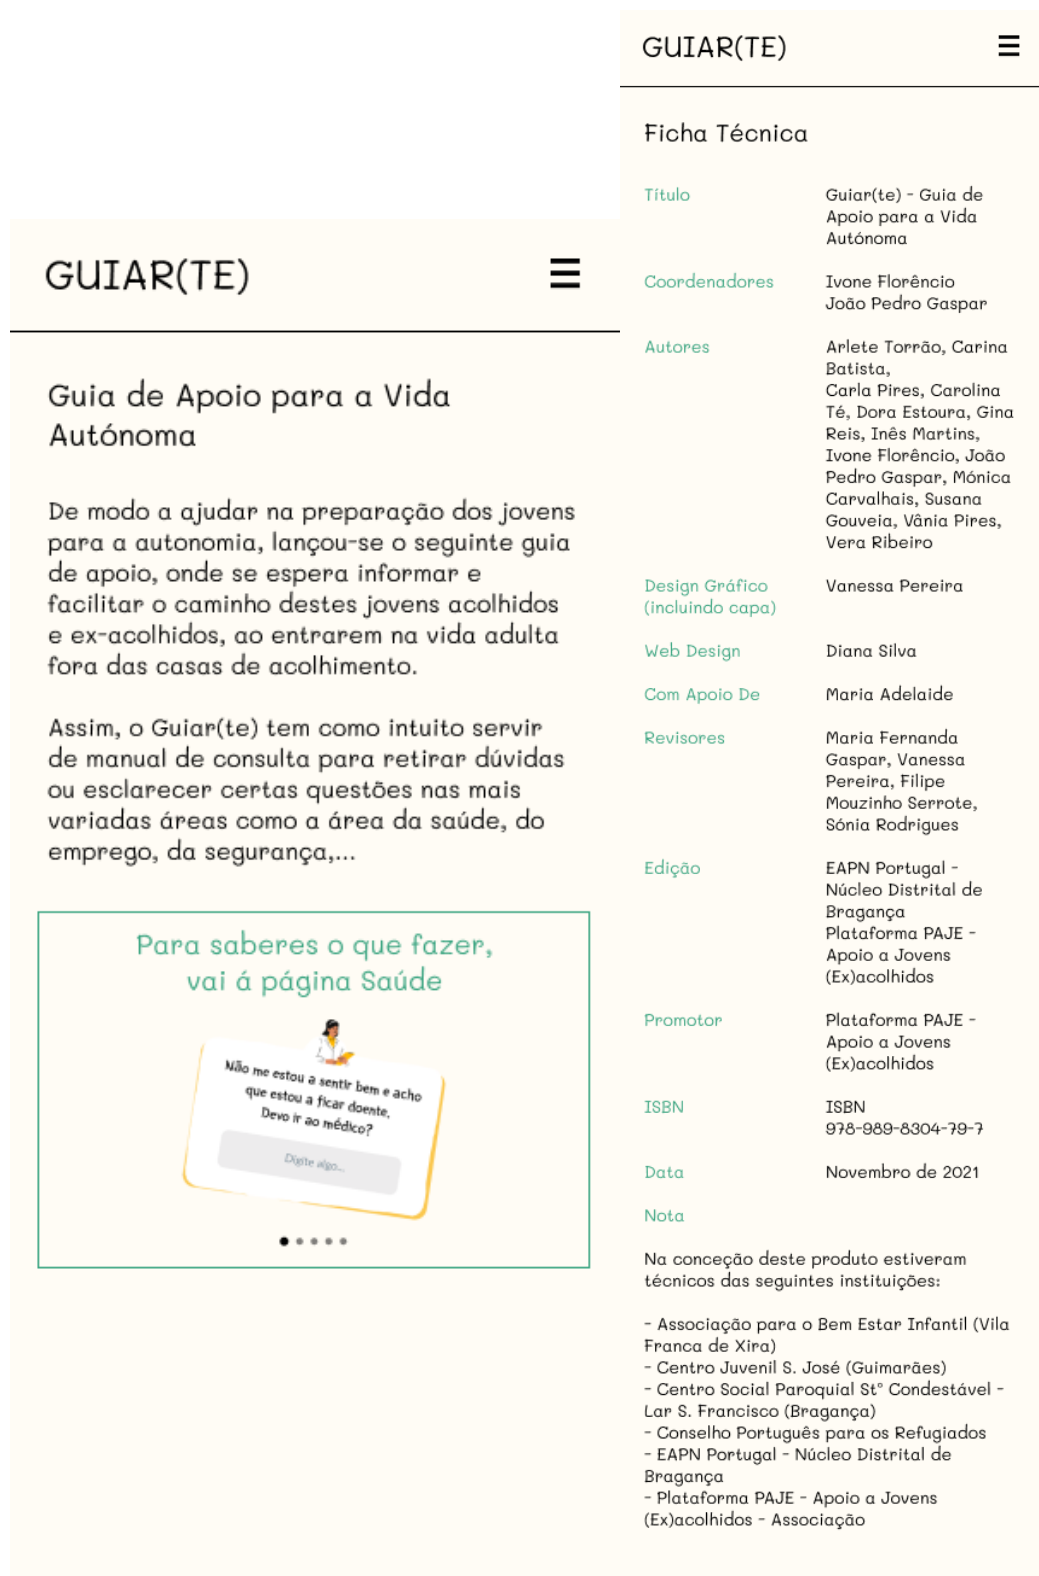 GUIAR(TE)
Guia de Apoio para a Vida
Autónoma
De modo a ajudar na preparação dos jovens
para a autonomia, lançou-se o seguinte guia
de apoio, onde se espera informar e
facilitar o caminho destes jovens acolhidos
e ex-acolhidos, ao entrarem na vida adulta
fora das casas de acolhimento.
Assim, o Guiar(te) tem como intuito servir
de manual de consulta para retirar dúvidas
ou esclarecer certas questões nas mais
variadas áreas como a área da saúde, do
emprego, da segurança,...
Para saberes o que fazer,
vai á página Saúde
Não me estou a sentir bem e acho
que estou a ficar doente.
Devo ir ao médico?
Digite algo...
GUIAR(TE)
Ficha Técnica
Título
Guiar(te) - Guia de
Apoio para a Vida
Autónoma
Coordenadores
Ivone Florêncio
João Pedro Gaspar
Autores
Arlete Torrão, Carina
Batista,
Carla Pires, Carolina
Té, Dora Estoura, Gina
Reis, Inês Martins,
Ivone Florêncio, João
Pedro Gaspar, Mónica
Carvalhais, Susana
Gouveia, Vânia Pires,
Vera Ribeiro
Design Gráfico
(incluindo capa)
Vanessa Pereira
Web Design
Diana Silva
Com Apoio De
Maria Adelaide
Revisores
Maria Fernanda
Gaspar, Vanessa
Pereira, Filipe
Mouzinho Serrote,
Sónia Rodrigues
Edição
EAPN Portugal -
Núcleo Distrital de
Bragança
Plataforma PAJE -
Apoio a Jovens
(Ex)acolhidos
Promotor
Plataforma PAJE -
Apoio a Jovens
(Ex)acolhidos
ISBN
ISBN
978-989-8304-79-7
Data
Novembro de 2021
Nota
Na conceção deste produto estiveram
técnicos das seguintes instituições:
- Associação para o Bem Estar Infantil (Vila
Franca de Xira)
- Centro Juvenil S. José (Guimarães)
- Centro Social Paroquial Stº Condestável -
Lar S. Francisco (Bragança)
- Conselho Português para os Refugiados
- EAPN Portugal - Núcleo Distrital de
Bragança
- Plataforma PAJE - Apoio a Jovens
(Ex)acolhidos - Associação